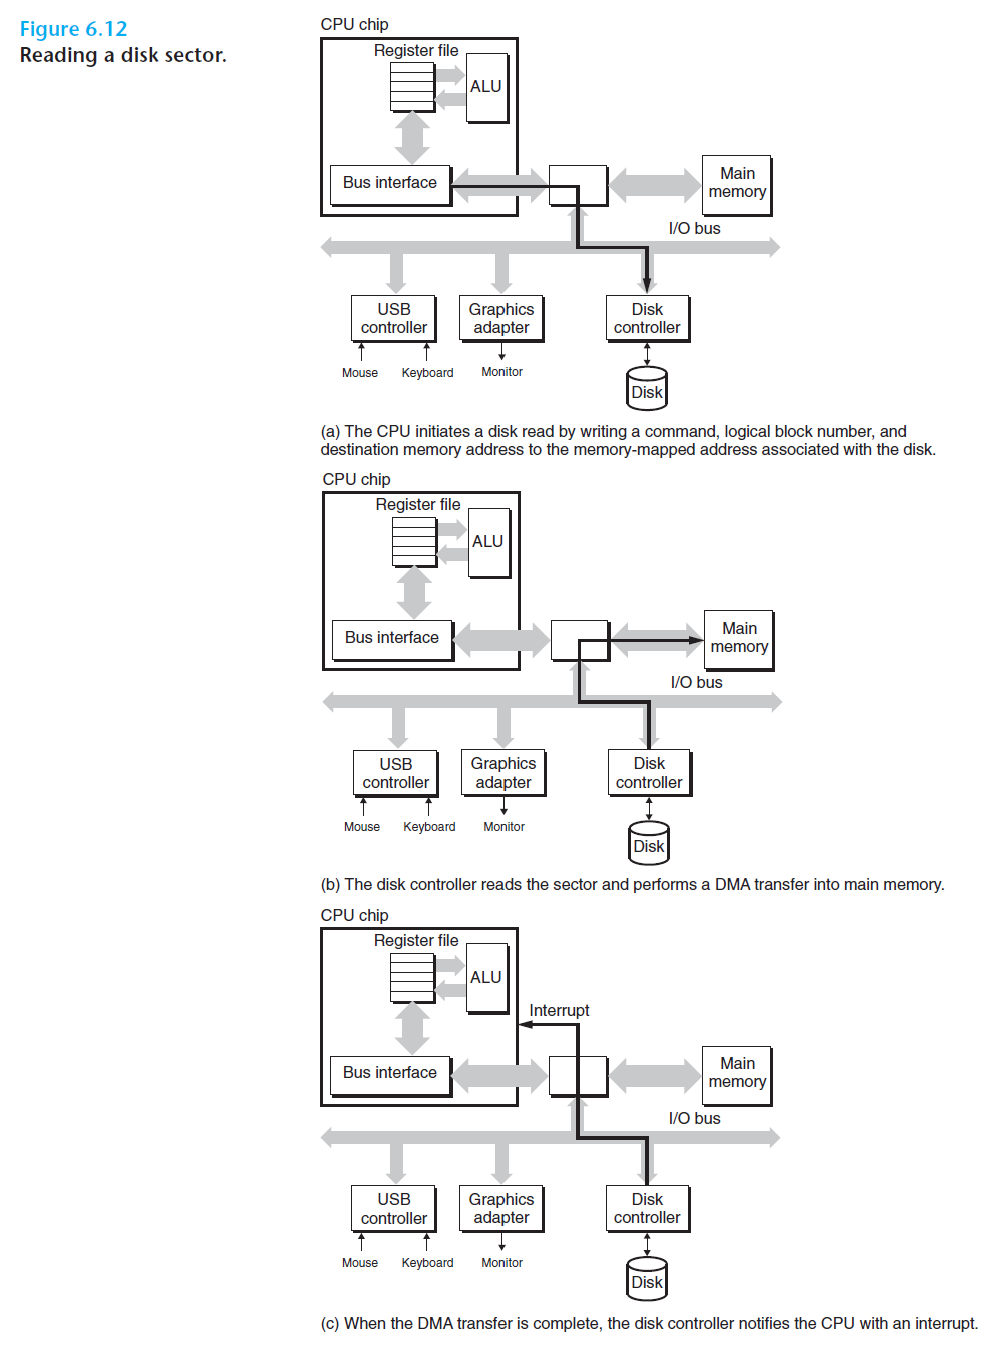 Figure 6.12
Reading a disk sector.
CPU chip
Register file
ALU
Bus interface
Main
memory
I/O bus
USB
controller
Graphics
adapter
Disk
controller
Mouse
Keyboard
Monitor
Disk
(a) The CPU initiates a disk read by writing a command, logical block number, and
destination memory address to the memory-mapped address associated with the disk.
CPU chip
Register file
ALU
Bus interface
Main
memory
I/O bus
USB
controller
Graphics
adapter
Disk
controller
Mouse
Keyboard
Monitor
Disk
(b) The disk controller reads the sector and performs a DMA transfer into main memory.
CPU chip
Register file
ALU
Interrupt
Bus interface
Main
memory
I/O bus
USB
controller
Graphics
adapter
Disk
controller
Mouse
Keyboard
Monitor
Disk
(c) When the DMA transfer is complete, the disk controller notifies the CPU with an interrupt.